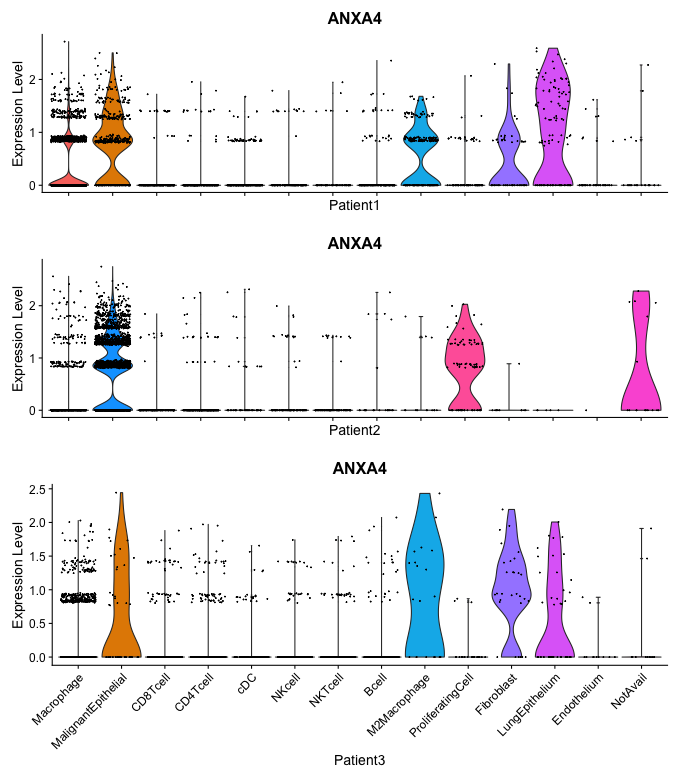 ANXA4
Expression Level
2
1
0
Patient1
ANXA4
Expression Level
2
1
0
Patient2
ANXA4
Expression Level
2.5
2.0
1.5
1.0
0.5
0.0
Macrophage
MalignantEpithelial
CD8Tcell
CD4Tcell
cDC
NKcell
NKTcell
Bcell
M2Macrophage
ProliferatingCell
Fibroblast
LungEpithelium
Endothelium
NotAvail
Patient3